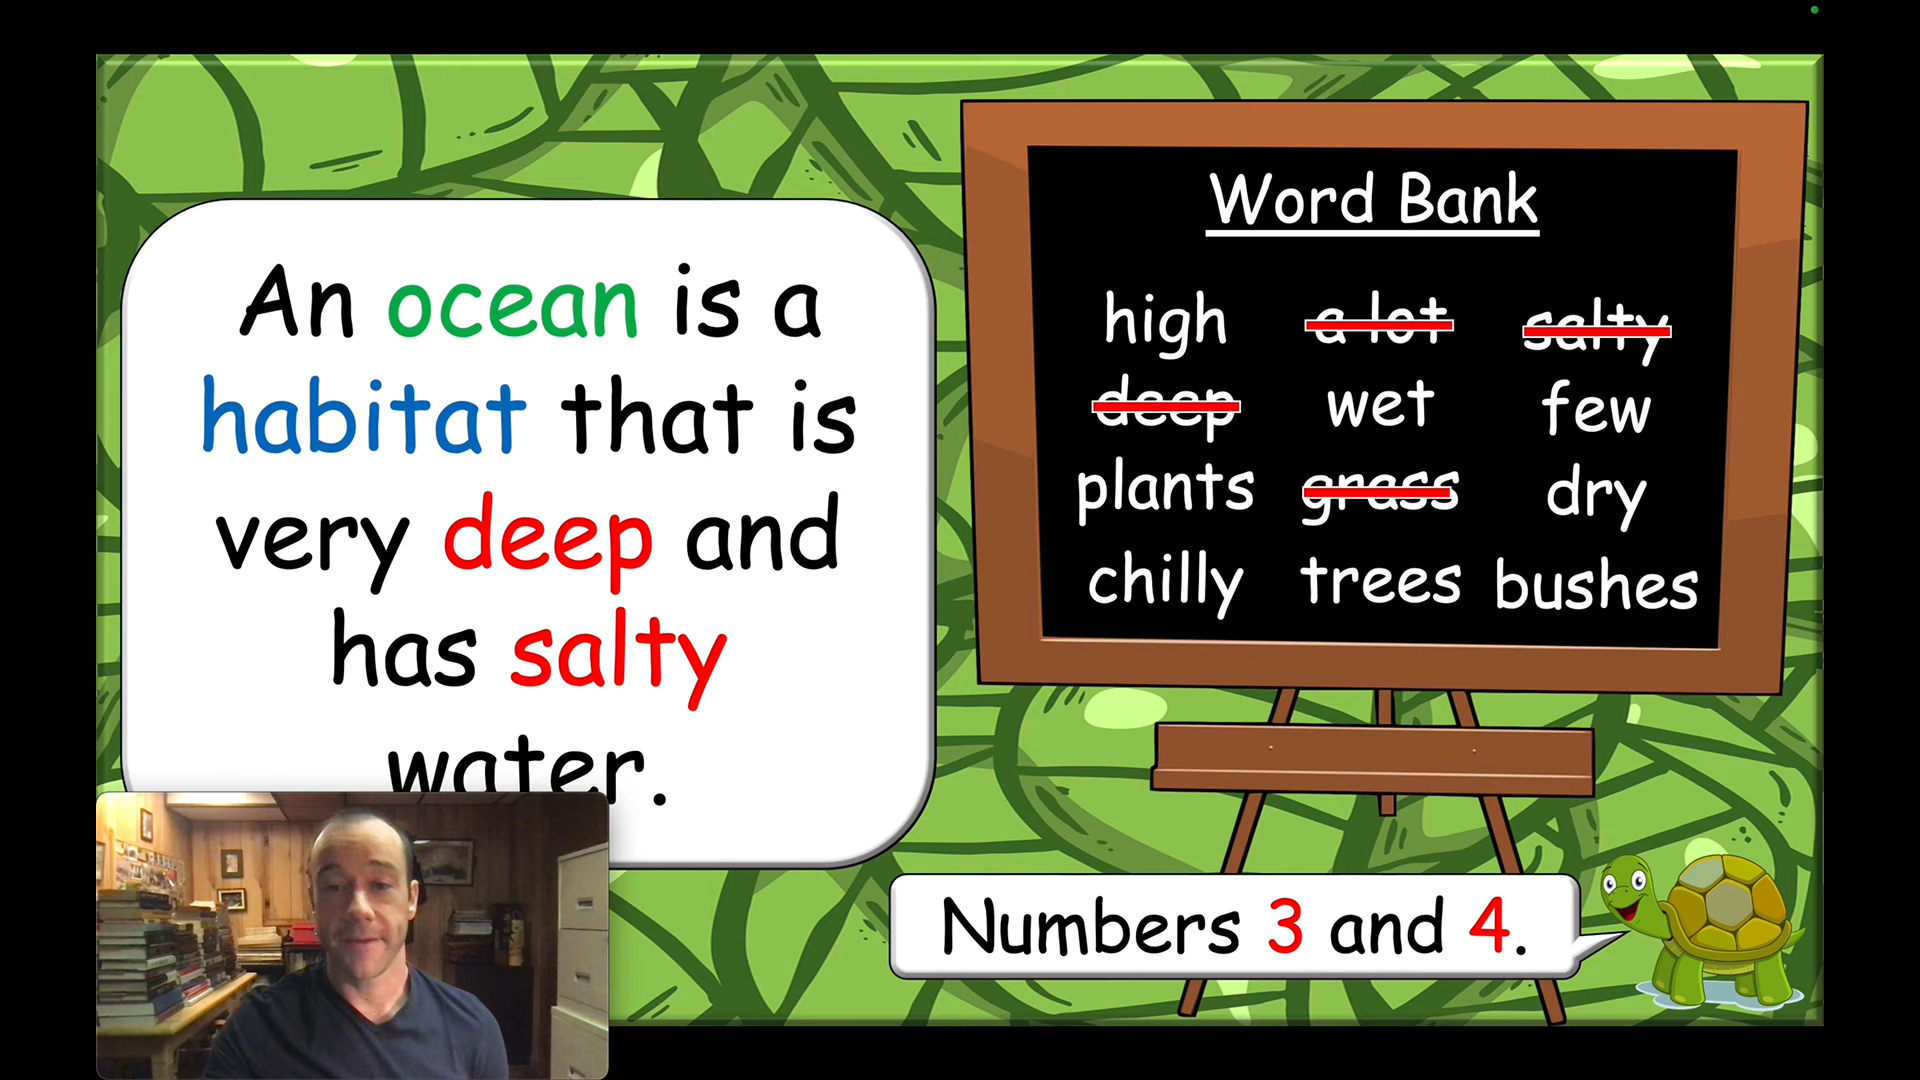 An ocean is a
habitat that is
very deep and
has salty
water.
Word Bank
high a lot salty
deep wet few
plants grass dry
chilly trees bushes
Numbers 3 and 4.